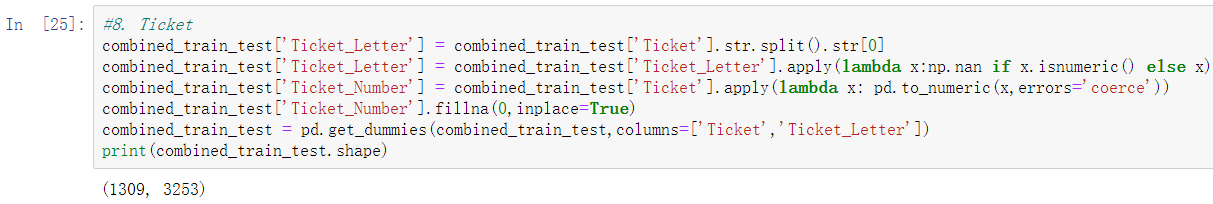 In [25]: #8. Ticket
combined_train_test['Ticket_Letter'] = combined_train_test['Ticket'].str.split().str[0]
combined_train_test['Ticket_Letter'] = combined_train_test['Ticket_Letter'].apply(lambda x:np.nan if x.isnumeric() else x)
combined_train_test['Ticket_Number'] = combined_train_test['Ticket'].apply(lambda x: pd.to_numeric(x,errors='coerce'))
combined_train_test['Ticket_Number'].fillna(0,inplace=True)
combined_train_test = pd.get_dummies(combined_train_test,columns=['Ticket','Ticket_Letter'])
print(combined_train_test.shape)
(1309, 3253)